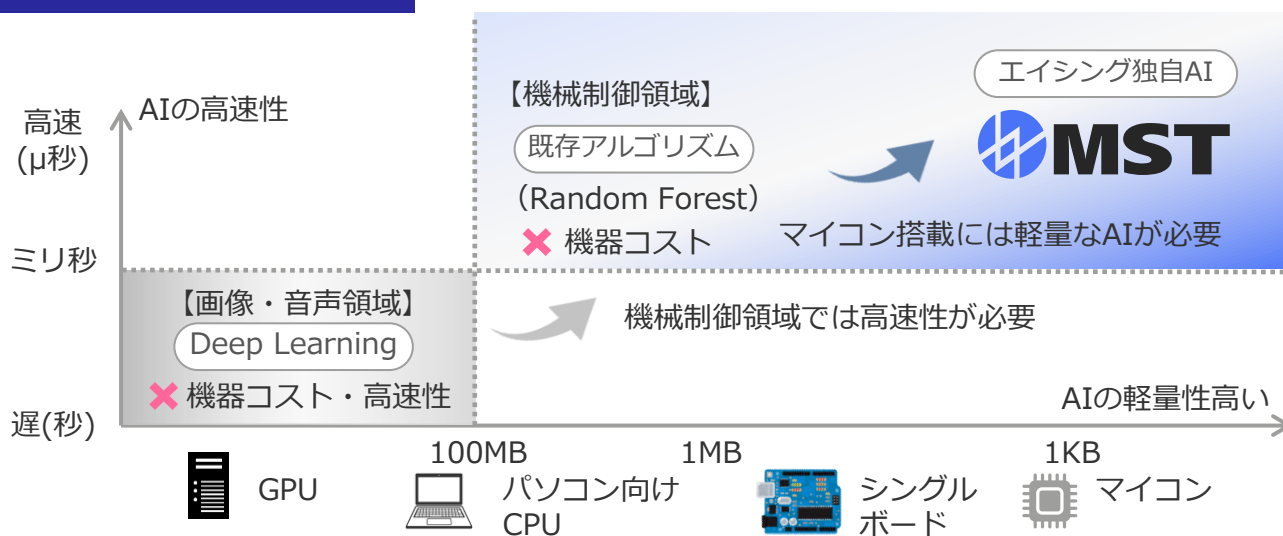 エイシング独自AI
【機械制御領域】
AIの高速性
高速
(μ秒)
既存アルゴリズム
MST
（Random Forest）
機器コスト
マイコン搭載には軽量なAIが必要
ミリ秒
【画像・音声領域】
機械制御領域では高速性が必要
Deep Learning
機器コスト・高速性
AIの軽量性高い
遅(秒)
100MB
1MB
1KB
GPU
パソコン向け
CPU
シングル
ボード
マイコン